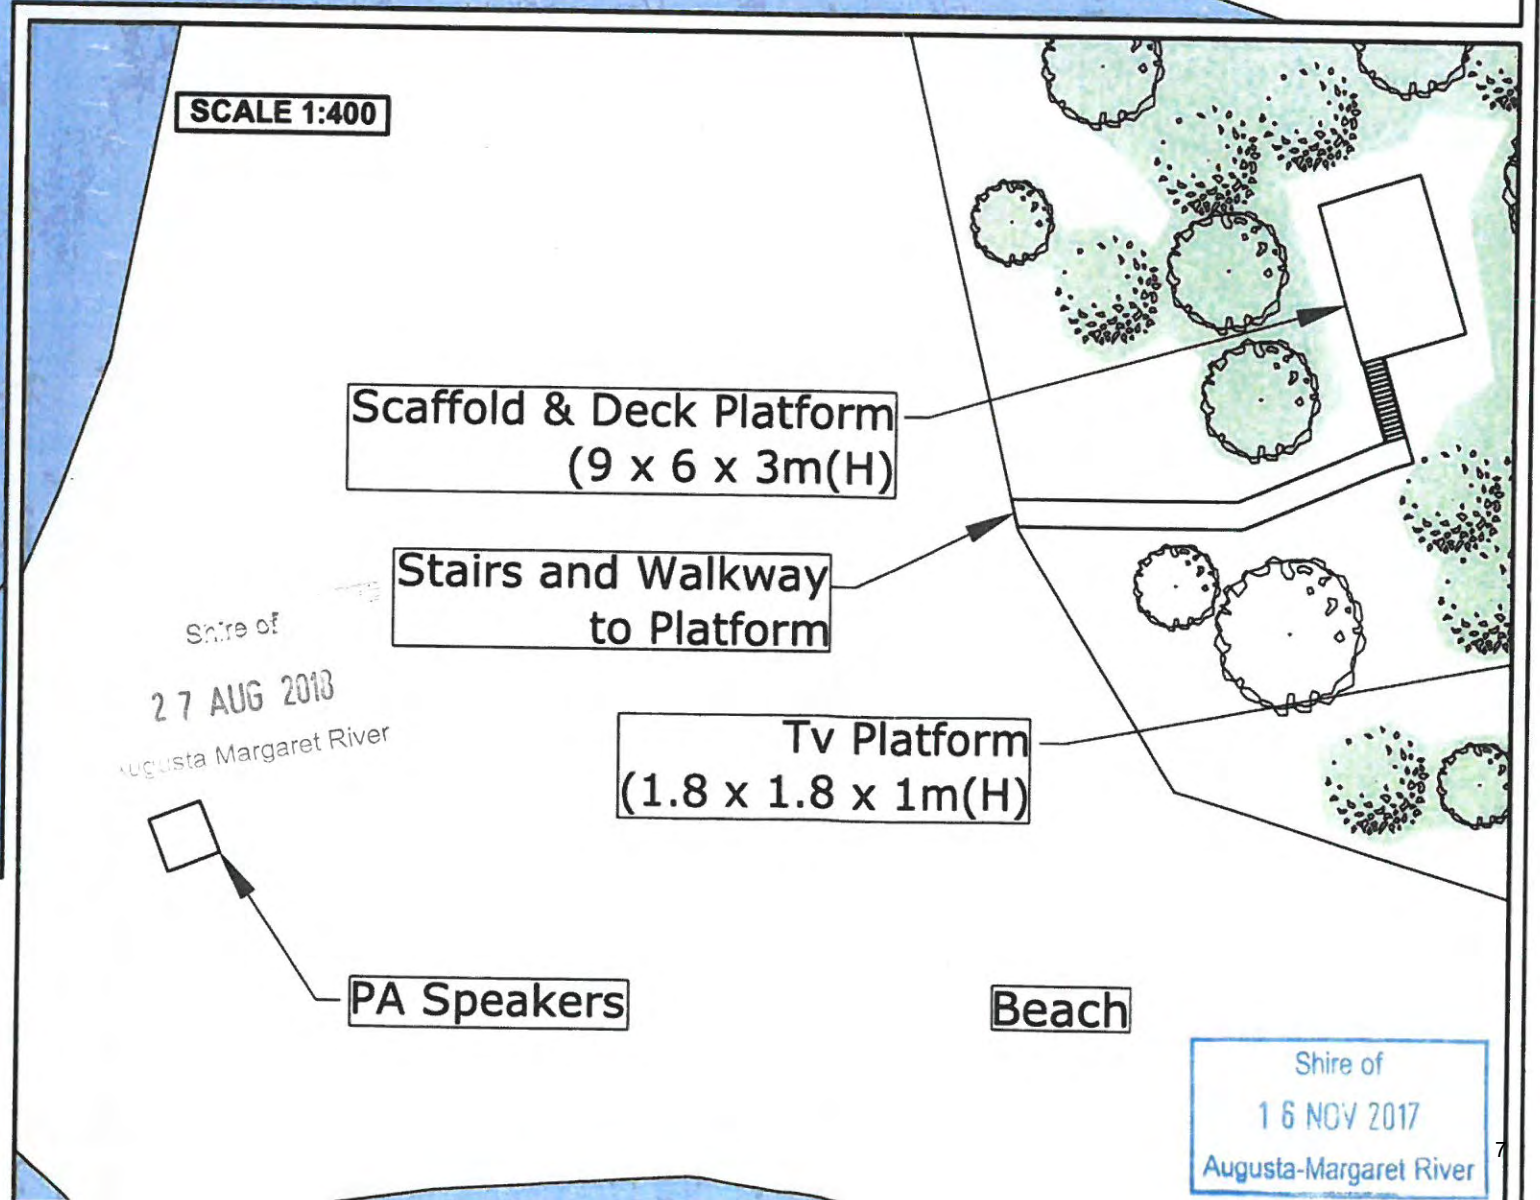 SCALE 1:400
Scaffold & Deck Platform
(9 x 6 x 3m(H)
Stairs and Walkway
to Platform
Shire of
27 AUG 2018
Augusta Margaret River
Tv Platform
(1.8 x 1.8 x 1m(H)
PA Speakers
Beach
Shire of
16 NOV 2017
Augusta-Margaret River
7